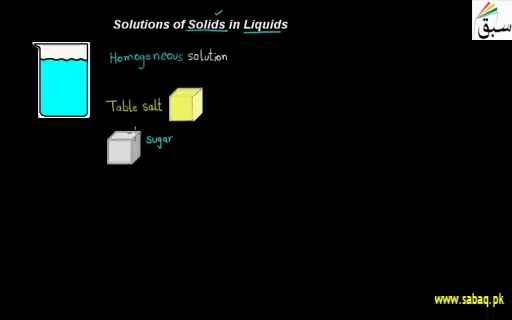 Solutions of Solids in Liquids
سبق
Homogeneous solution
Table salt
sugar
www.sabaq.pk